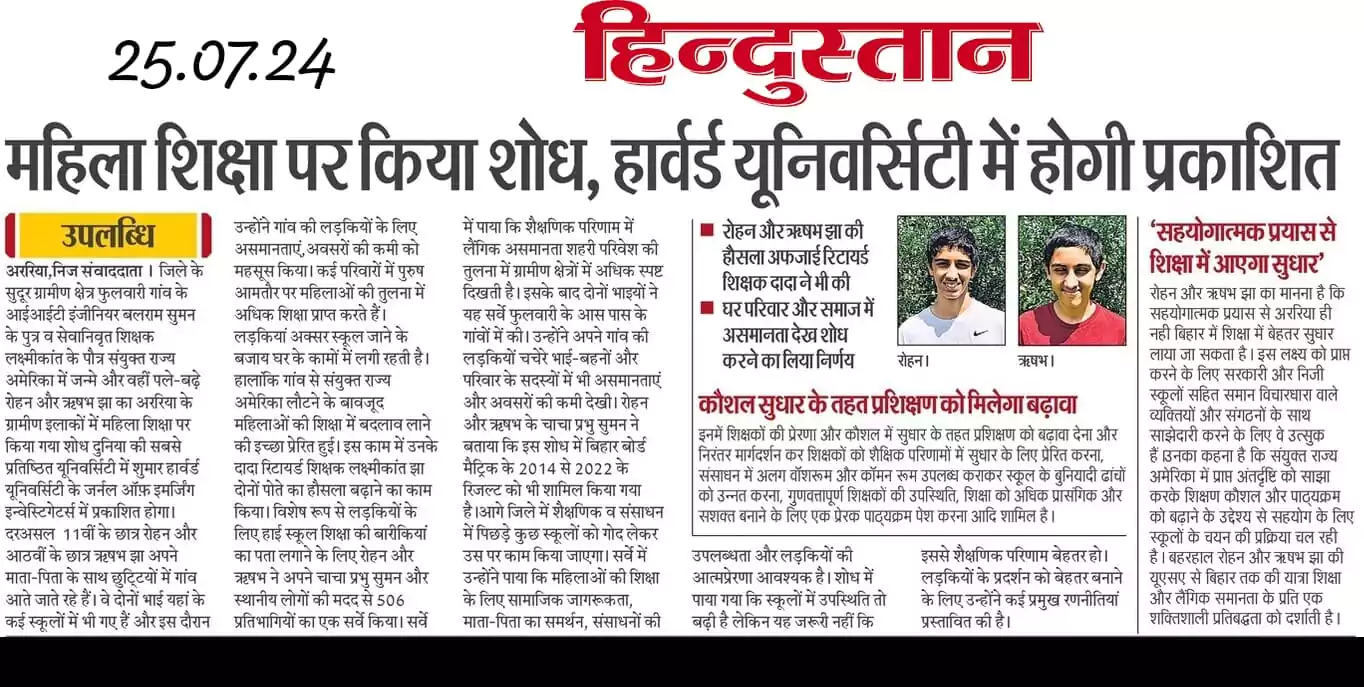 25.07.24
हिन्दुस्तान
महिला शिक्षा पर किया शोध, हार्वर्ड यूनिवर्सिटी में होगी प्रकाशित
उपलब्धि
अररिया,निज संवाददाता। जिले के
सुदूर ग्रामीण क्षेत्र फुलवारी गांव के
आईआईटी इंजीनियर बलराम सुमन
के पुत्र व सेवानिवृत शिक्षक
लक्ष्मीकांत के पौत्र संयुक्त राज्य
अमेरिका में जन्मे और वहीं पले-बढ़े
रोहन और ऋषभ झा का अररिया के
ग्रामीण इलाकों में महिला शिक्षा पर
किया गया शोध दुनिया की सबसे
प्रतिष्ठित यूनिवर्सिटी में शुमार हार्वर्ड
यूनिवर्सिटी के जर्नल ऑफ़ इमर्जिंग
इन्वेस्टिगेटर्स में प्रकाशित होगा।
दरअसल 11वीं के छात्र रोहन और
आठवीं के छात्र ऋषभ झा अपने
माता-पिता के साथ छुट्टियों में गांव
आते जाते रहे हैं। वे दोनों भाई यहां के
कई स्कूलों में भी गए हैं और इस दौरान
उन्होंने गांव की लड़कियों के लिए
असमानताएं,अवसरों की कमी को
महसूस किया। कई परिवारों में पुरुष
आमतौर पर महिलाओं की तुलना में
अधिक शिक्षा प्राप्त करते हैं।
लड़कियां अक्सर स्कूल जाने के
बजाय घर के कामों में लगी रहती है।
हालांकि गांव से संयुक्त राज्य
अमेरिका लौटने के बावजूद
महिलाओं की शिक्षा में बदलाव लाने
की इच्छा प्रेरित हुई। इस काम में उनके
दादा रिटायर्ड शिक्षक लक्ष्मीकांत झा
दोनों पोते का हौसला बढ़ाने का काम
किया। विशेष रूप से लड़कियों के
लिए हाई स्कूल शिक्षा की बारीकियां
का पता लगाने के लिए रोहन और
ऋषभ ने अपने चाचा प्रभु सुमन और
स्थानीय लोगों की मदद से 506
प्रतिभागियों का एक सर्वे किया। सर्वे
में पाया कि शैक्षणिक परिणाम में
लैंगिक असमानता शहरी परिवेश की
तुलना में ग्रामीण क्षेत्रों में अधिक स्पष्ट
दिखती है। इसके बाद दोनों भाइयों ने
यह सर्वे फुलवारी के आस पास के
गांवों में की। उन्होंने अपने गांव की
लड़कियों चचेरे भाई-बहनों और
परिवार के सदस्यों में भी असमानताएं
और अवसरों की कमी देखी। रोहन
और ऋषभ के चाचा प्रभु सुमन ने
बताया कि इस शोध में बिहार बोर्ड
मैट्रिक के 2014 से 2022 के
रिजल्ट को भी शामिल किया गया
है।आगे जिले में शैक्षणिक व संसाधन
में पिछड़े कुछ स्कूलों को गोद लेकर
उस पर काम किया जाएगा। सर्वे में
उन्होंने पाया कि महिलाओं की शिक्षा
के लिए सामाजिक जागरूकता,
माता-पिता का समर्थन, संसाधनों की
रोहन और ऋषभ झा की
हौसला अफजाई रिटायर्ड
शिक्षक दादा ने भी की
घर परिवार और समाज में
असमानता देख शोध
करने का लिया निर्णय
रोहन।
ऋषभ।
कौशल सुधार के तहत प्रशिक्षण को मिलेगा बढ़ावा
इनमें शिक्षकों की प्रेरणा और कौशल में सुधार के तहत प्रशिक्षण को बढ़ावा देना और
निरंतर मार्गदर्शन कर शिक्षकों को शैक्षिक परिणामों में सुधार के लिए प्रेरित करना,
संसाधन में अलग वॉशरूम और कॉमन रूम उपलब्ध कराकर स्कूल के बुनियादी ढांचों
को उन्नत करना, गुणवत्तापूर्ण शिक्षकों की उपस्थिति, शिक्षा को अधिक प्रासंगिक और
सशक्त बनाने के लिए एक प्रेरक पाठ्यक्रम पेश करना आदि शामिल है।
उपलब्धता और लड़कियों की
आत्मप्रेरणा आवश्यक है। शोध में
पाया गया कि स्कूलों में उपस्थिति तो
बढ़ी है लेकिन यह जरूरी नहीं कि
इससे शैक्षणिक परिणाम बेहतर हो।
लड़कियों के प्रदर्शन को बेहतर बनाने
के लिए उन्होंने कई प्रमुख रणनीतियां
प्रस्तावित की है।
'सहयोगात्मक प्रयास से
शिक्षा में आएगा सुधार'
रोहन और ऋषभ झा का मानना है कि
सहयोगात्मक प्रयास से अररिया ही
नही बिहार में शिक्षा में बेहतर सुधार
लाया जा सकता है। इस लक्ष्य को प्राप्त
करने के लिए सरकारी और निजी
स्कूलों सहित समान विचारधारा वाले
व्यक्तियों और संगठनों के साथ
साझेदारी करने के लिए वे उत्सुक
हैं।उनका कहना है कि संयुक्त राज्य
अमेरिका में प्राप्त अंतर्दृष्टि को साझा
करके शिक्षण कौशल और पाठ्यक्रम
को बढ़ाने के उद्देश्य से सहयोग के लिए
स्कूलों के चयन की प्रक्रिया चल रही
है। बहरहाल रोहन और ऋषभ झा की
यूएसए से बिहार तक की यात्रा शिक्षा
और लैंगिक समानता के प्रति एक
शक्तिशाली प्रतिबद्धता को दर्शाती है।